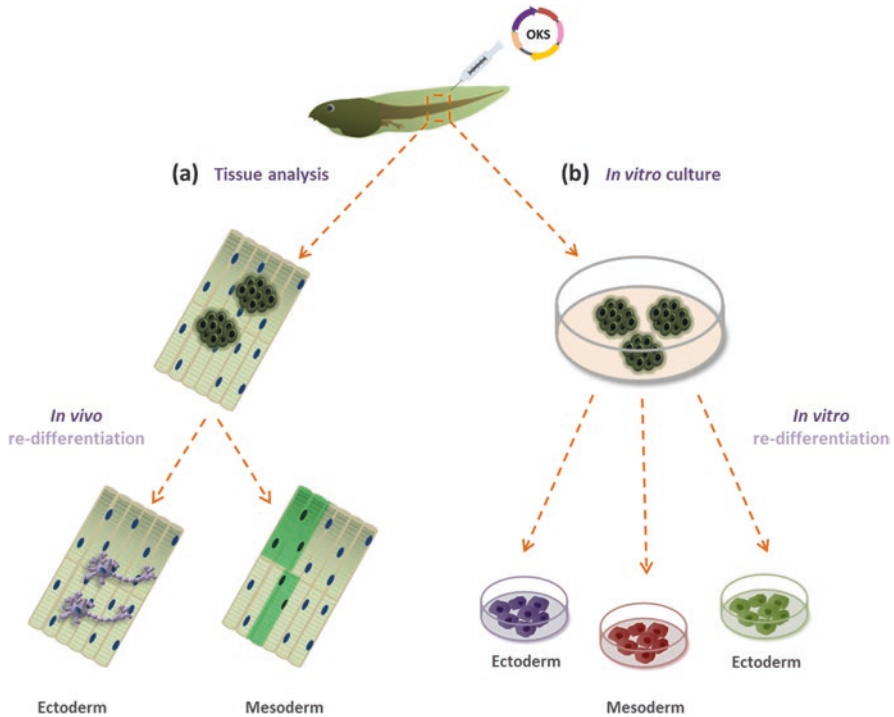 OKS
(a) Tissue analysis
(b) In vitro culture
In vivo
re-differentiation
In vitro
re-differentiation
Ectoderm
Mesoderm
Ectoderm
Ectoderm
Mesoderm